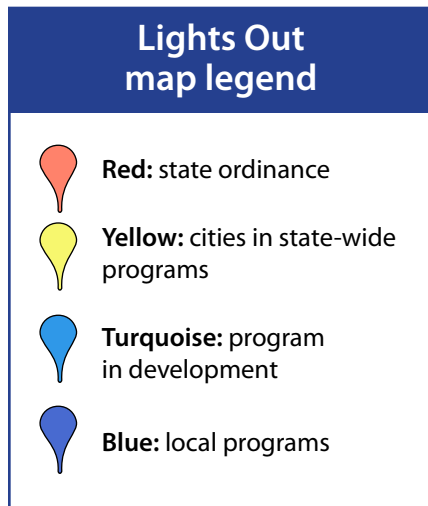 Lights Out
map legend
Red: state ordinance
Yellow: cities in state-wide
programs
Turquoise: program
in development
Blue: local programs